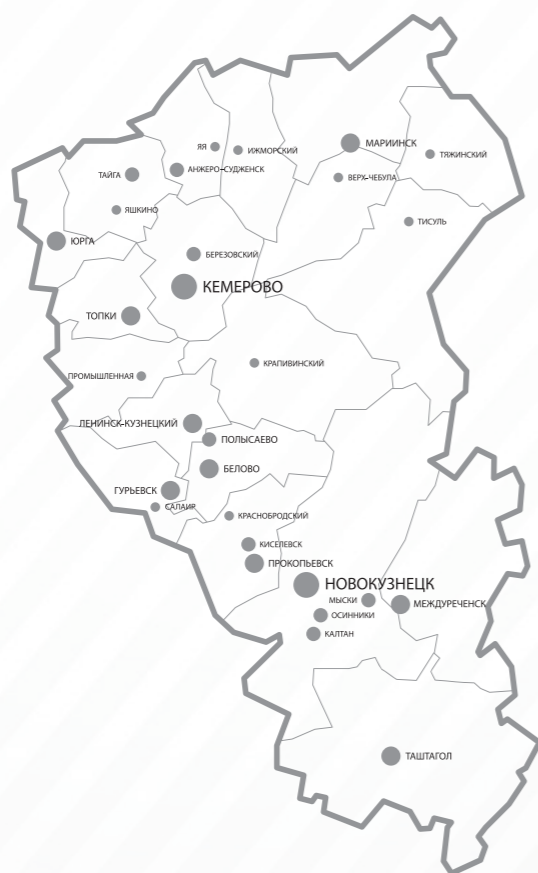 МАРИИНСК
ЯЯ
ИЖМОРСКИЙ
ТЯЖИНСКИЙ
АНЖЕРО-СУДЖЕНСК
ТАЙГА
ВЕРХ-ЧЕБУЛА
ЯШКИНО
ТИСУЛЬ
ЮРГА
БЕРЕЗОВСКИЙ
КЕМЕРОВО
ТОПКИ
КРАПИВИНСКИЙ
ПРОМЫШЛЕННАЯ
ЛЕНИНСК-КУЗНЕЦКИЙ
ПОЛЫСАЕВО
БЕЛОВО
ГУРЬЕВСК
САЛАИР
КРАСНОБРОДСКИЙ
КИСЕЛЕВСК
ПРОКОПЬЕВСК
НОВОКУЗНЕЦК
МЫСКИ
МЕЖДУРЕЧЕНСК
ОСИННИКИ
КАЛТАН
ТАШТАГОЛ